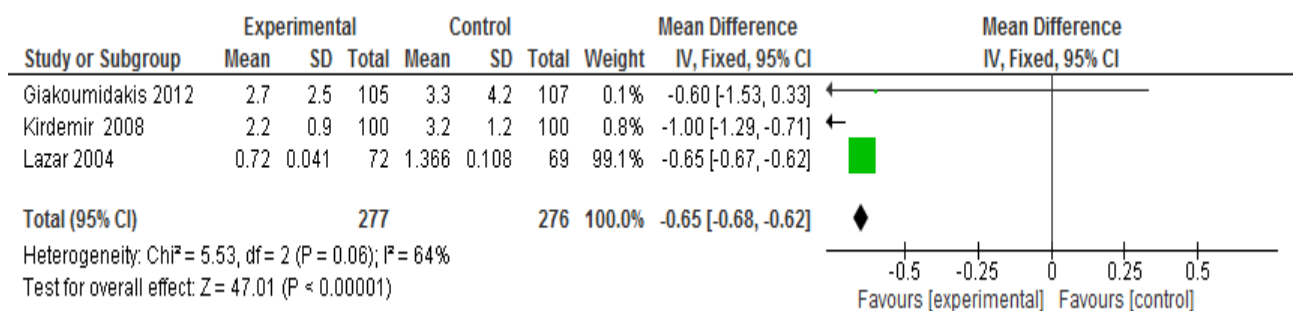 Experimental Control Mean Difference Mean Difference
Study or Subgroup Mean SD Total Mean SD Total Weight IV, Fixed, 95% CI IV, Fixed, 95% CI
Giakoumidakis 2012 2.7 2.5 105 3.3 4.2 107 0.1% -0.60 [-1.53, 0.33]
Kirdemir 2008 2.2 0.9 100 3.2 1.2 100 0.8% -1.00 [-1.29, -0.71]
Lazar 2004 0.72 0.041 72 1.366 0.108 69 99.1% -0.65 [-0.67, -0.62]
Total (95% CI) 277 276 100.0% -0.65 [-0.68, -0.62]
Heterogeneity: Chi² = 5.53, df = 2 (P = 0.06); I² = 64%
Test for overall effect: Z = 47.01 (P < 0.00001)
-0.5 -0.25 0 0.25 0.5
Favours [experimental] Favours [control]